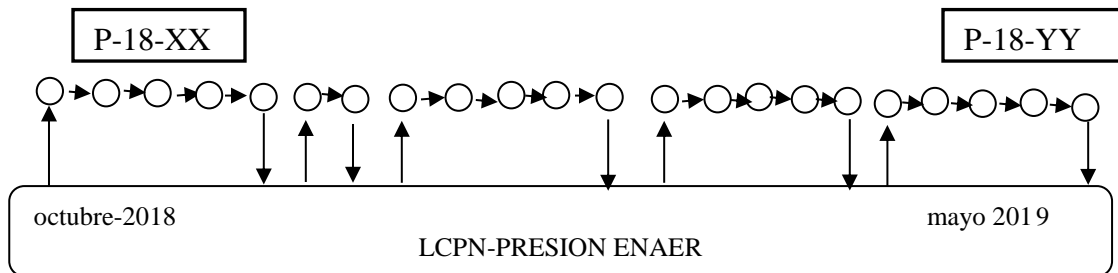 P-18-XX
P-18-YY
octubre-2018
mayo 2019
LCPN-PRESION ENAER